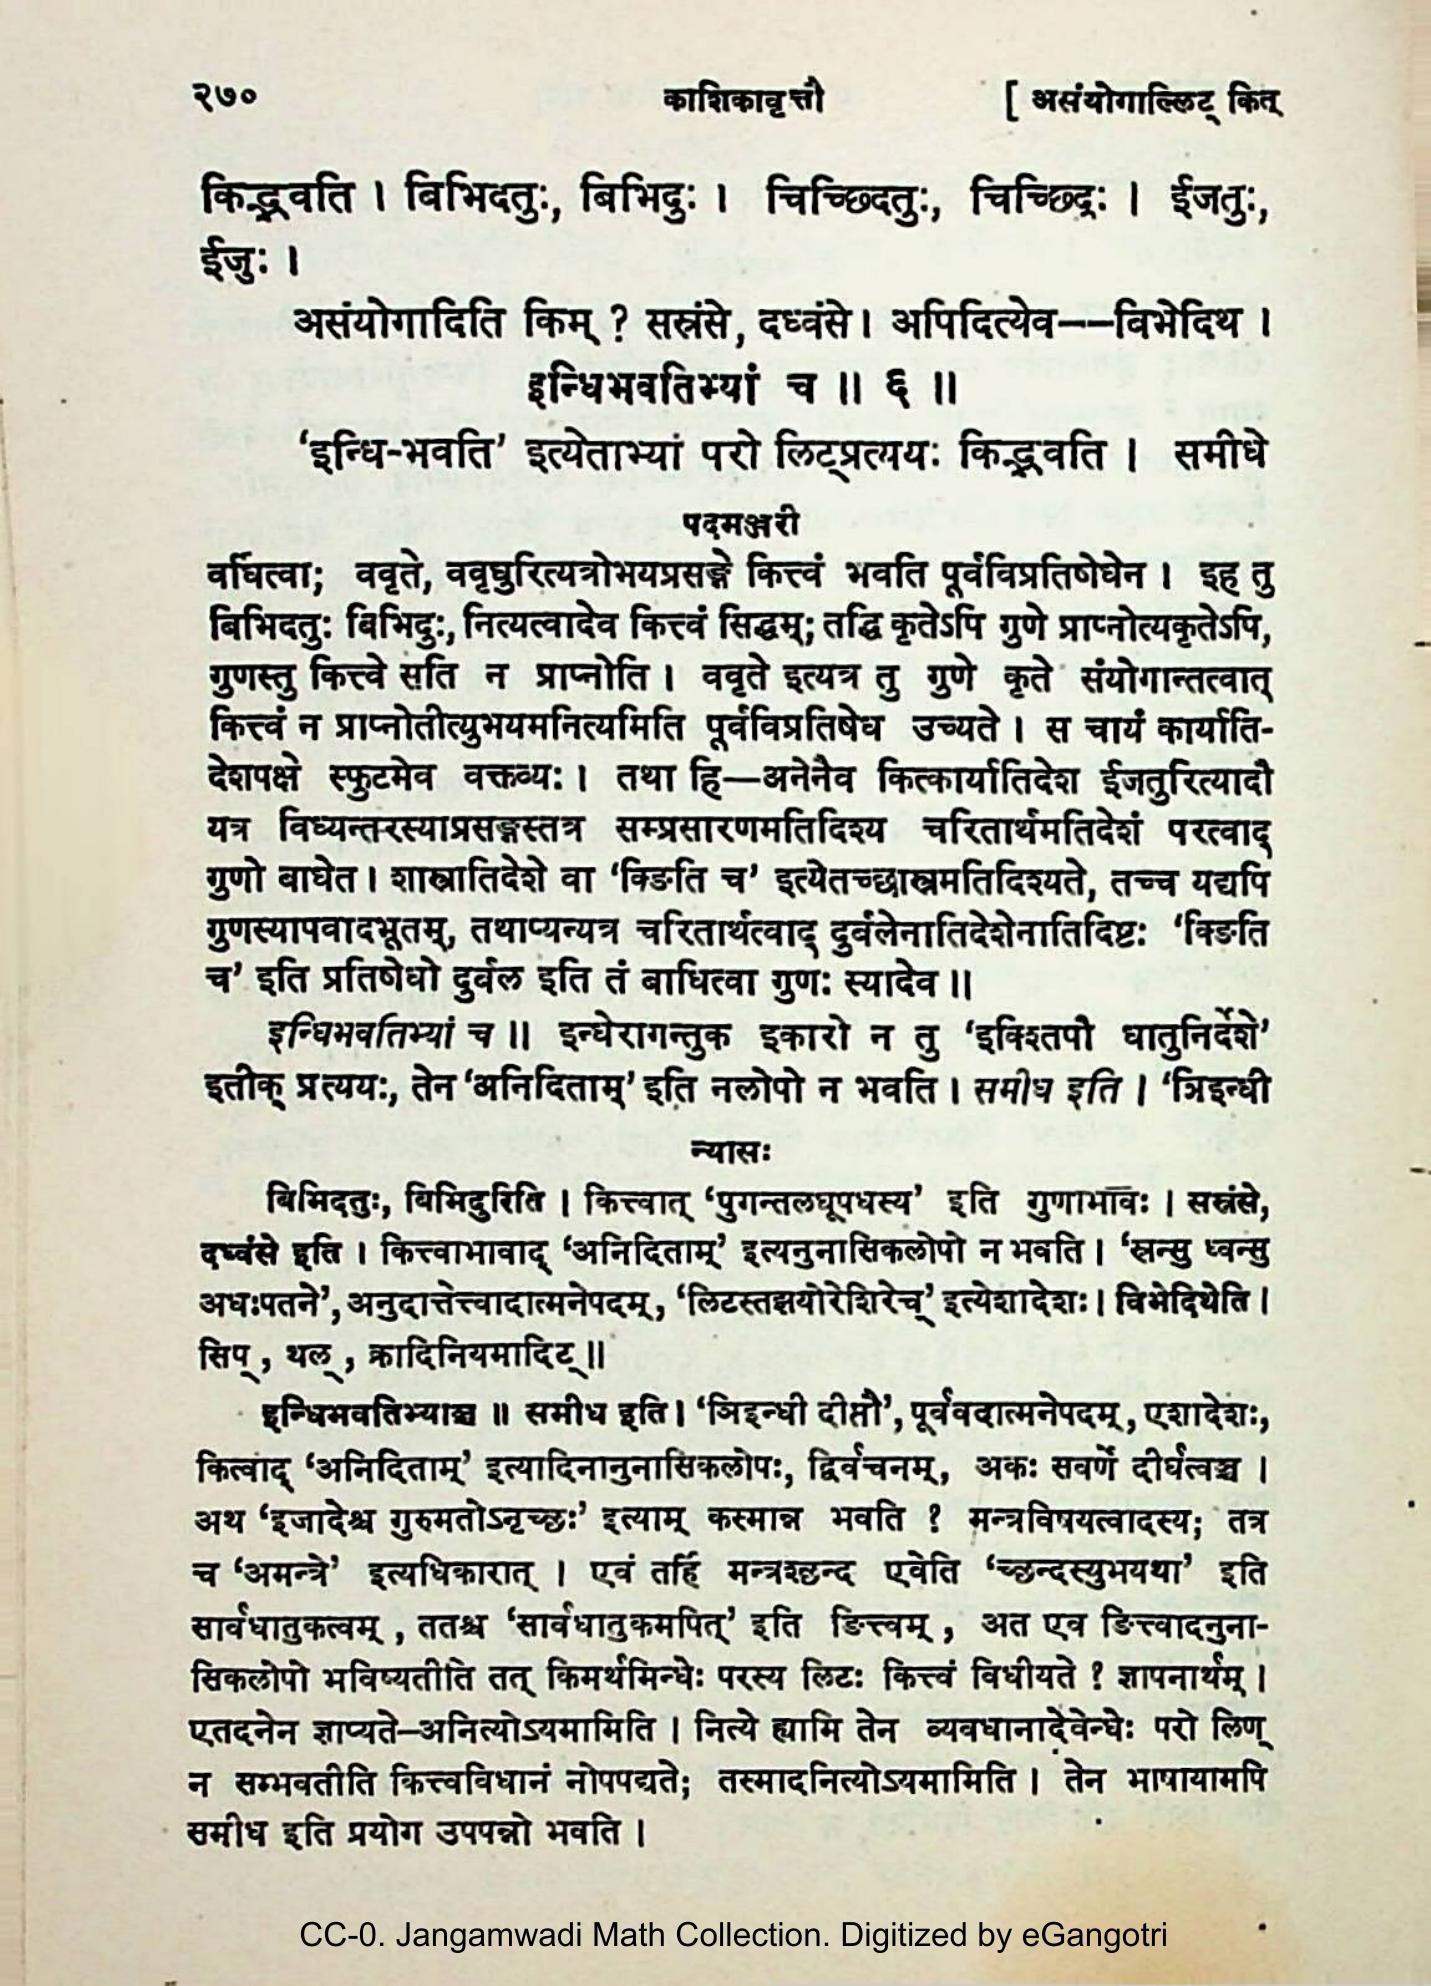 २७०
काशिकावृत्तौ
[ असंयोगाल्लिट् कित्
किद्भवति । बिभिदतुः, बिभिदुः । चिच्छिदतुः, चिच्छिदुः । ईजतुः,
ईजुः ।
असंयोगादिति किम् ? सस्रंसे, दध्वंसे । अपिदित्येव——बिभेदिथ ।
इन्धिभवतिभ्यां च ॥ ६ ॥
‘इन्धि-भवति’ इत्येताभ्यां परो लिट्प्रत्ययः किद्भवति । समीधे
पदमञ्जरी
वर्धित्वा; ववृते, ववृधुरित्यत्रोभयप्रसङ्गे कित्त्वं भवति पूर्वविप्रतिषेधेन । इह तु
बिभिदतुः बिभिदुः, नित्यत्वादेव कित्त्वं सिद्धम्; तद्धि कृतेऽपि गुणे प्राप्नोत्यकृतेऽपि,
गुणस्तु कित्त्वे सति न प्राप्नोति । ववृते इत्यत्र तु गुणे कृते संयोगान्तत्वात्
कित्त्वं न प्राप्नोतीत्युभयमनित्यमिति पूर्वविप्रतिषेध उच्यते । स चायं कार्याति-
देशपक्षे स्फुटमेव वक्तव्यः । तथा हि—अनेनैव कित्कार्यातिदेश ईजतुरित्यादौ
यत्र विध्यन्तरस्याप्रसङ्गस्तत्र सम्प्रसारणमतिदिश्य चरितार्थमतिदेशं परत्वाद्
गुणो बाधेत । शास्त्रातिदेशे वा ‘क्ङिति च’ इत्येतच्छास्त्रमतिदिश्यते, तच्च यद्यपि
गुणस्यापवादभूतम्, तथाप्यन्यत्र चरितार्थत्वाद् दुर्वलेनातिदेशेनातिदिष्टः ‘क्ङिति
च’ इति प्रतिषेधो दुर्वल इति तं बाधित्वा गुणः स्यादेव ॥
इन्धिभवतिभ्यां च ॥ इन्धेरागन्तुक इकारो न तु ‘इक्श्तिपौ धातुनिर्देशे’
इतीक् प्रत्ययः, तेन ‘अनिदिताम्’ इति नलोपो न भवति । समीध इति । ‘ञिइन्धी
न्यासः
बिभिदतुः, बिभिदुरिति । कित्त्वात् ‘पुगन्तलघूपधस्य’ इति गुणाभावः । सस्रंसे,
दध्वंसे इति । कित्त्वाभावाद् ‘अनिदिताम्’ इत्यनुनासिकलोपो न भवति । ‘स्रन्सु ध्वन्सु
अधःपतने’, अनुदात्तेत्त्वादात्मनेपदम्, ‘लिटस्तझयोरेशिरेच्’ इत्येशादेशः । बिभेदिथेति ।
सिप्, थल्, क्रादिनियमादिट् ॥
इन्धिभवतिभ्याञ्च ॥ समीध इति । ‘ञिइन्धी दीप्तौ’, पूर्ववदात्मनेपदम्, एशादेशः,
कित्वाद् ‘अनिदिताम्’ इत्यादिनानुनासिकलोपः, द्विर्वचनम्, अकः सवर्णे दीर्घत्वञ्च ।
अथ ‘इजादेश्च गुरुमतोऽनृच्छः’ इत्याम् कस्मान्न भवति ? मन्त्रविषयत्वादस्य; तत्र
च ‘अमन्त्रे’ इत्यधिकारात् । एवं तर्हि मन्त्रश्छन्द एवेति ‘च्छन्दस्युभयथा’ इति
सार्वधातुकत्वम्, ततश्च ‘सार्वधातुकमपित्’ इति ङित्त्वम्, अत एव ङित्त्वादनुना-
सिकलोपो भविष्यतीति तत् किमर्थमिन्धेः परस्य लिटः कित्त्वं विधीयते ? ज्ञापनार्थम् ।
एतदनेन ज्ञाप्यते—अनित्योऽयमामिति । नित्ये ह्यामि तेन व्यवधानादेवेन्धेः परो लिण्
न सम्भवतीति कित्त्वविधानं नोपपद्यते; तस्मादनित्योऽयमामिति । तेन भाषायामपि
समीध इति प्रयोग उपपन्नो भवति ।
CC-0. Jangamwadi Math Collection. Digitized by eGangotri